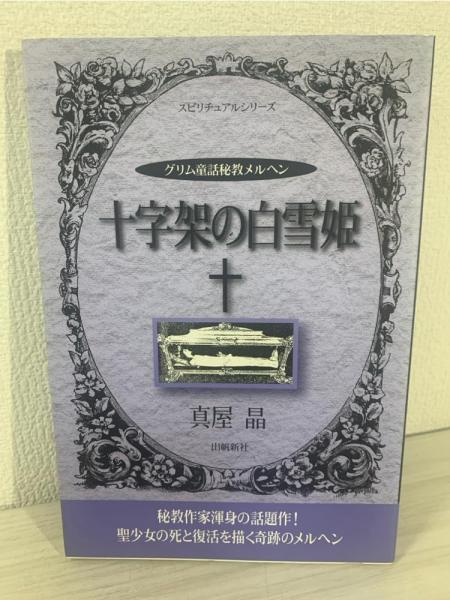 スピリチュアルシリーズ
グリム童話秘教メルヘン
十字架の白雪姫
真屋 晶
出帆新社
秘教作家渾身の話題作!
聖少女の死と復活を描く奇跡のメルヘン